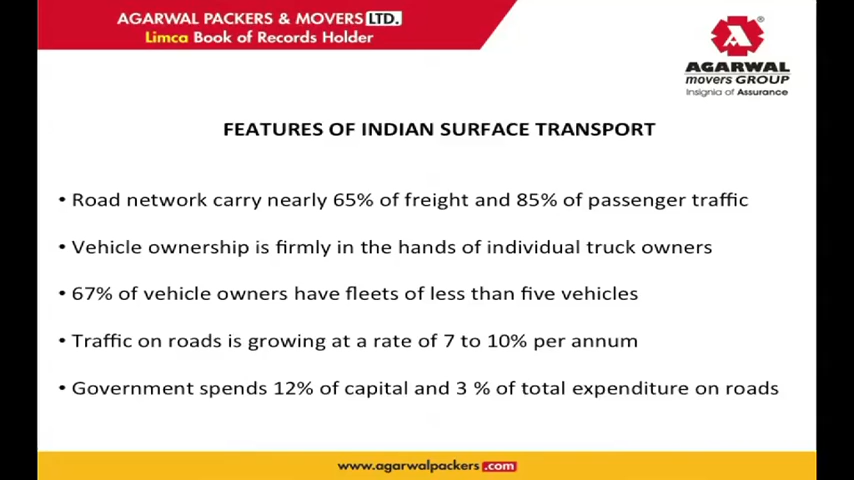 AGARWAL PACKERS & MOVERS LTD.
Limca Book of Records Holder
®
AGARWAL
movers GROUP
Insignia of Assurance
FEATURES OF INDIAN SURFACE TRANSPORT
• Road network carry nearly 65% of freight and 85% of passenger traffic
• Vehicle ownership is firmly in the hands of individual truck owners
• 67% of vehicle owners have fleets of less than five vehicles
• Traffic on roads is growing at a rate of 7 to 10% per annum
• Government spends 12% of capital and 3 % of total expenditure on roads
www.agarwalpackers.com